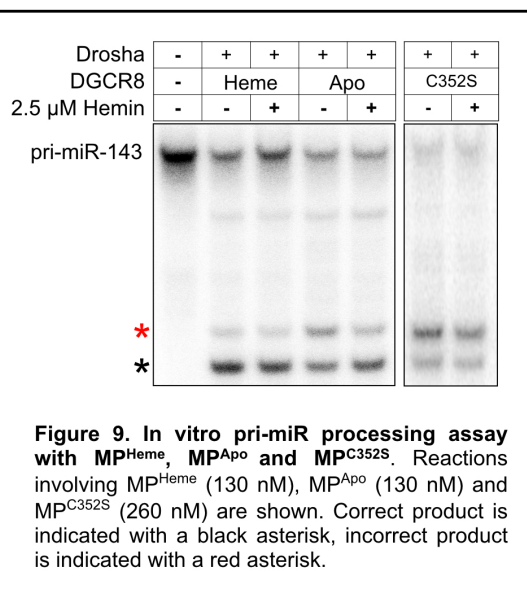 Drosha - + + + + + +
DGCR8 - Heme Apo C352S
2.5 µM Hemin - - + - + - +
pri-miR-143
*
*
Figure 9. In vitro pri-miR processing assay
with MPHeme, MPApo and MPC352S. Reactions
involving MPHeme (130 nM), MPApo (130 nM) and
MPC352S (260 nM) are shown. Correct product is
indicated with a black asterisk, incorrect product
is indicated with a red asterisk.